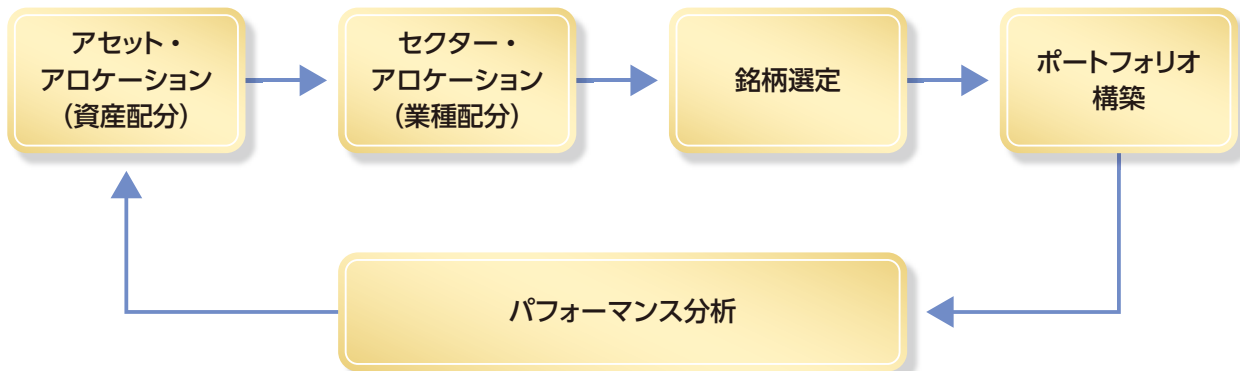 アセット・
アロケーション
（資産配分）
セクター・
アロケーション
（業種配分）
銘柄選定
ポートフォリオ
構築
パフォーマンス分析